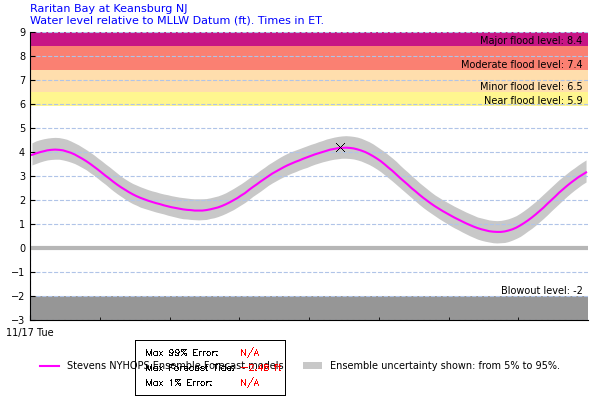 Raritan Bay at Keansburg NJ
Water level relative to MLLW Datum (ft). Times in ET.
9
Major flood level: 8.4
8
Moderate flood level: 7.4
7
Minor flood level: 6.5
Near flood level: 5.9
6
5
4
3
2
1
0
−1
Blowout level: -2
−2
−3
11/17 Tue
Max 99% Error: N/A
Stevens NYHOPS Ensemble Forecast models
Ensemble uncertainty shown: from 5% to 95%.
Max Forecast Tide:
Max 1% Error: N/A